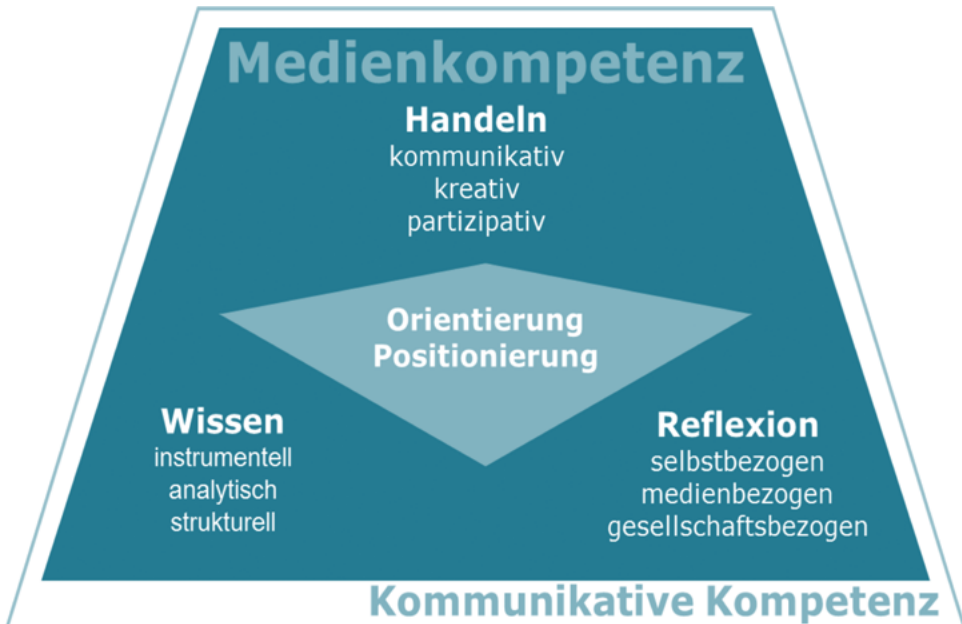 Medienkompetenz
Handeln
kommunikativ
kreativ
partizipativ
Orientierung
Positionierung
Wissen
instrumentell
analytisch
strukturell
Reflexion
selbstbezogen
medienbezogen
gesellschaftsbezogen
Kommunikative Kompetenz